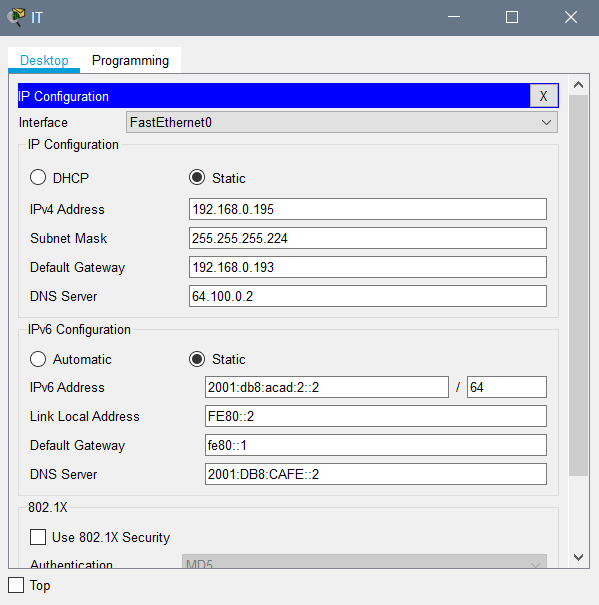 IT
Desktop Programming
IP Configuration X
Interface FastEthernet0
IP Configuration
DHCP Static
IPv4 Address 192.168.0.195
Subnet Mask 255.255.255.224
Default Gateway 192.168.0.193
DNS Server 64.100.0.2
IPv6 Configuration
Automatic Static
IPv6 Address 2001:db8:acad:2::2 / 64
Link Local Address FE80::2
Default Gateway fe80::1
DNS Server 2001:DB8:CAFE::2
802.1X
Use 802.1X Security
Authentication MD5
Top